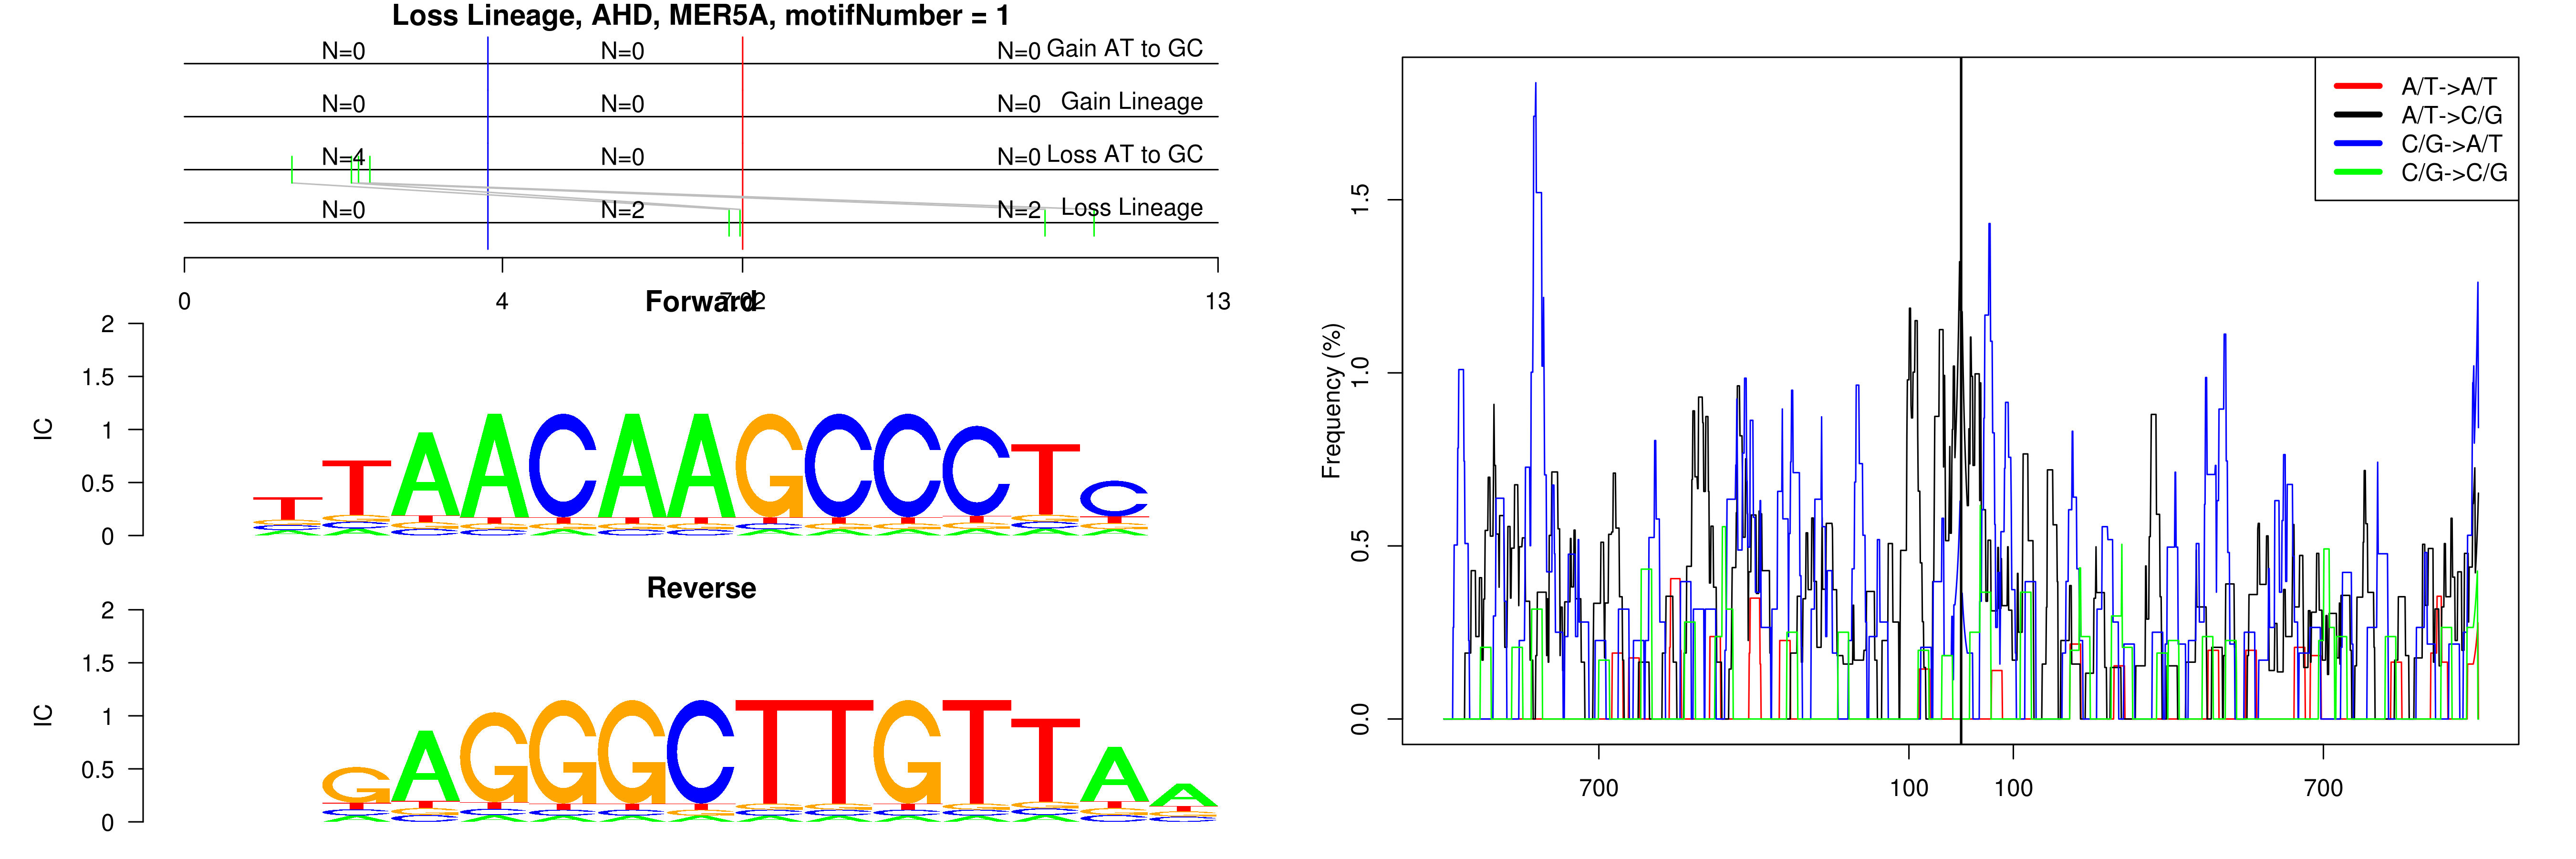 Loss Lineage, AHD, MER5A, motifNumber = 1
N=0 N=0 N=0 Gain AT to GC
N=0 N=0 N=0 Gain Lineage
N=4 N=0 N=0 Loss AT to GC
N=0 N=2 N=2 Loss Lineage
0 4 7.02 13
Forward
IC
2
1.5
1
0.5
0
TTAACAAGCCCTC
Reverse
IC
2
1.5
1
0.5
0
GAGGGCTTGTTAA
Frequency (%)
1.5
1.0
0.5
0.0
700 100 100 700
A/T->A/T
A/T->C/G
C/G->A/T
C/G->C/G